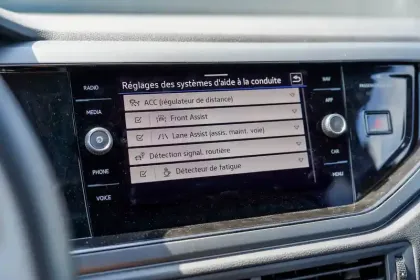 Réglages des systèmes d'aide à la conduite
RADIO
MEDIA
PHONE
VOICE
ACC (régulateur de distance)
Front Assist
Lane Assist (assis. maint. voie)
Détection signal. routière
Détecteur de fatigue
NAV
APP
CAR
MENU